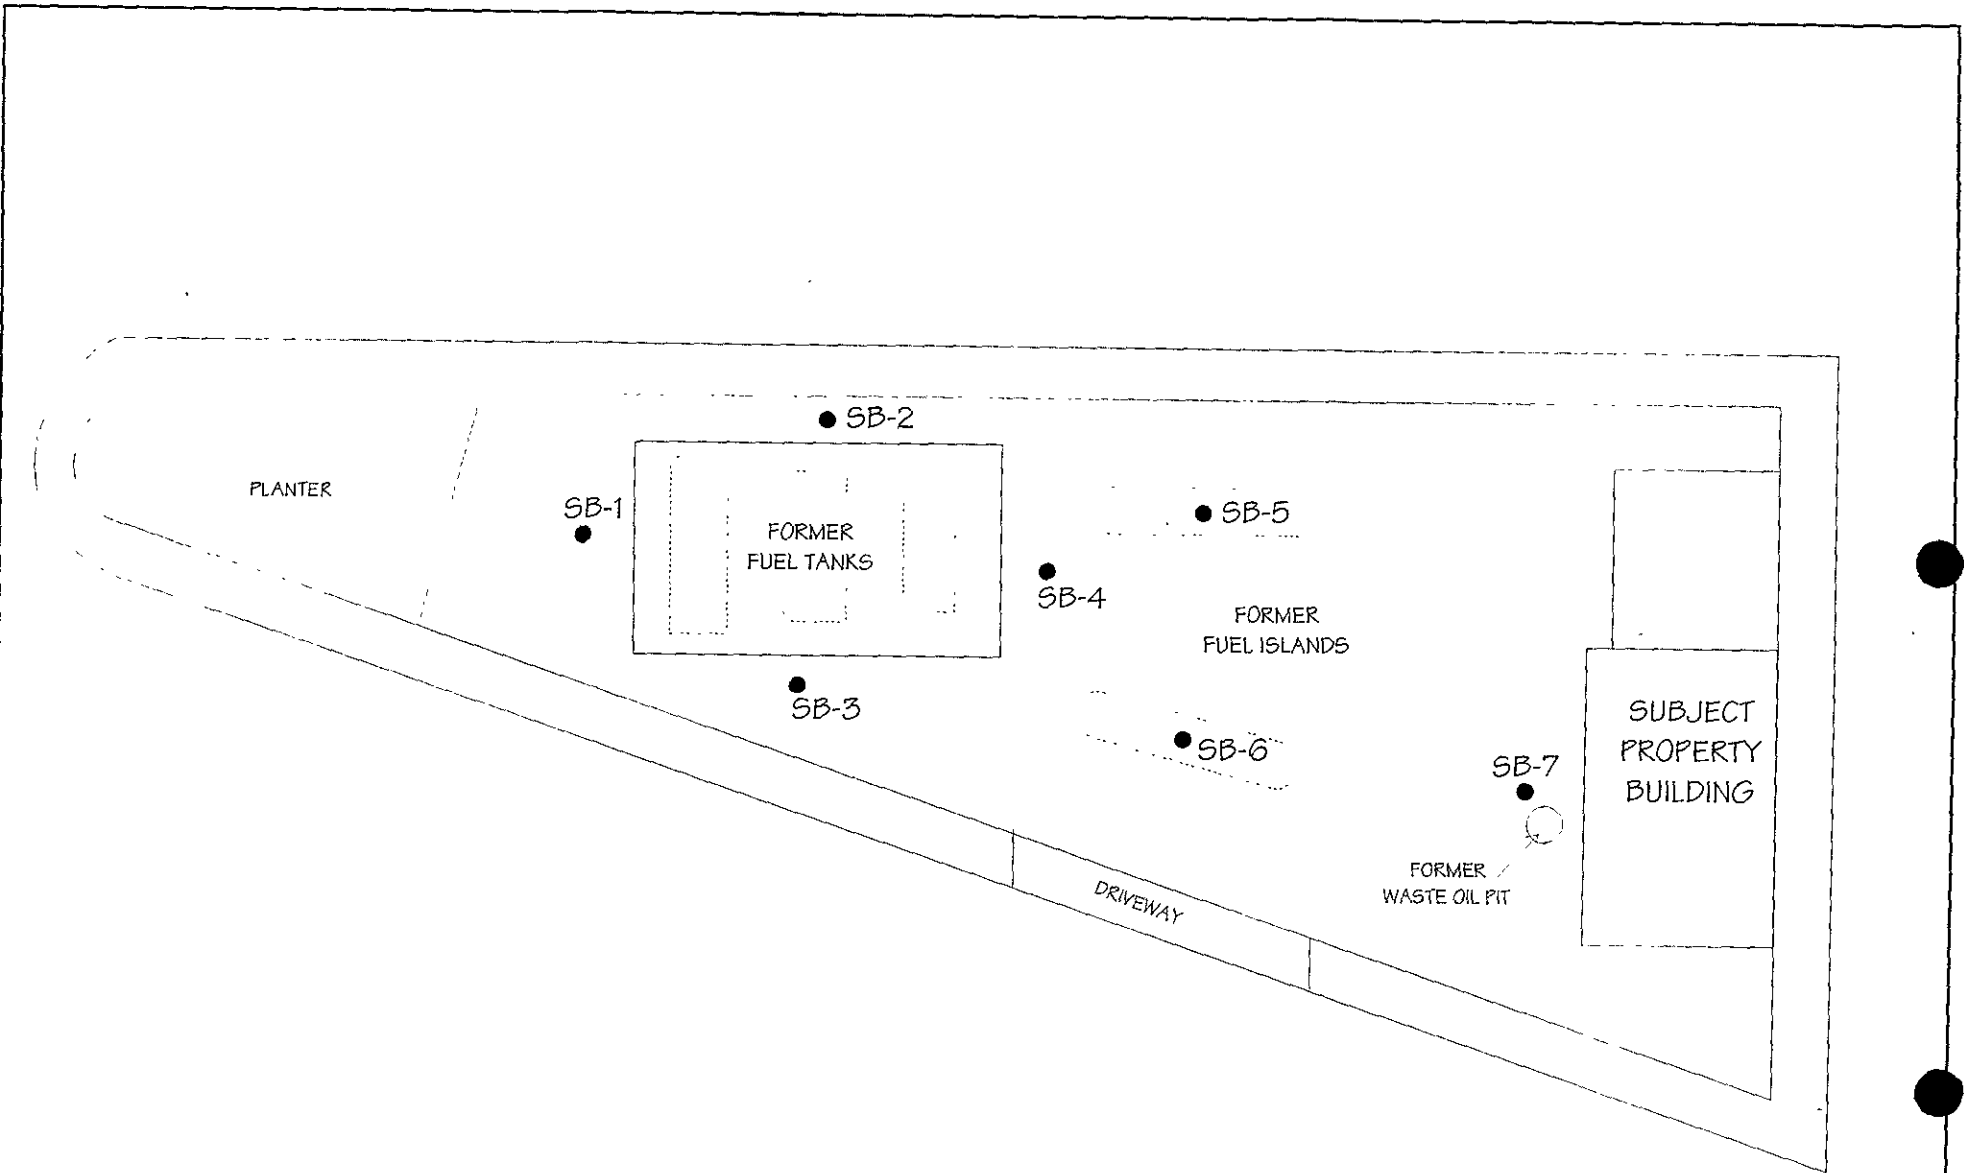 SB-2
PLANTER
SB-1
FORMER
FUEL TANKS
SB-5
SB-4
FORMER
FUEL ISLANDS
SB-3
SB-6
SB-7
SUBJECT
PROPERTY
BUILDING
FORMER
WASTE OIL PIT
DRIVEWAY